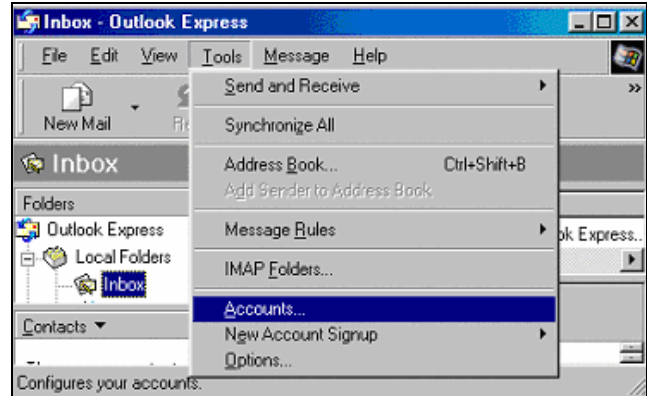 Inbox - Outlook Express
File Edit View Tools Message Help
New Mail
»
Send and Receive
Synchronize All
Address Book... Ctrl+Shift+B
Add Sender to Address Book
Message Rules
IMAP Folders...
Accounts...
New Account Signup
Options...
Inbox
Folders
Outlook Express
Local Folders
Inbox
Express..
Contacts
Configures your accounts.